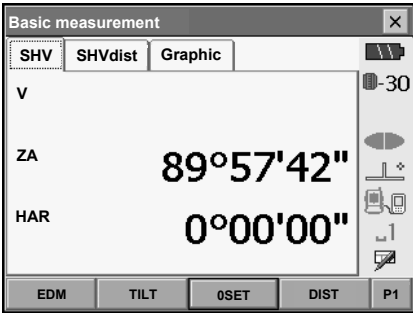 Basic measurement
SHV SHVdist Graphic
-30
V
ZA 89°57'42"
HAR 0°00'00"
1
EDM TILT 0SET DIST P1